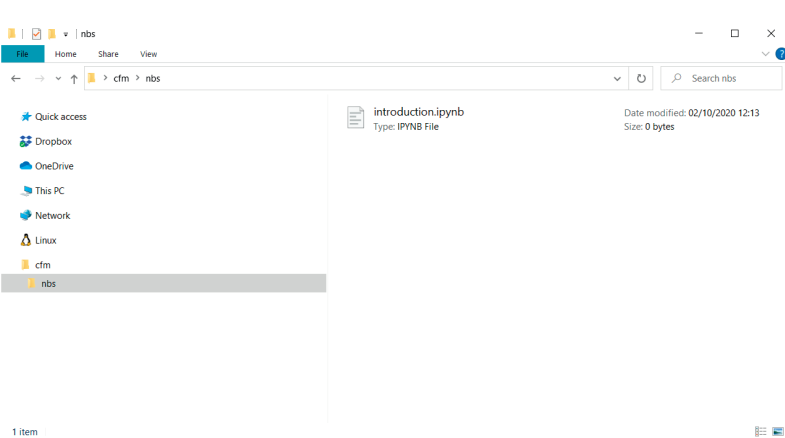 nbs
File Home Share View
cfm nbs Search nbs
Quick access
Dropbox
OneDrive
This PC
Network
Linux
cfm
nbs
introduction.ipynb
Type: IPYNB File
Date modified: 02/10/2020 12:13
Size: 0 bytes
1 item